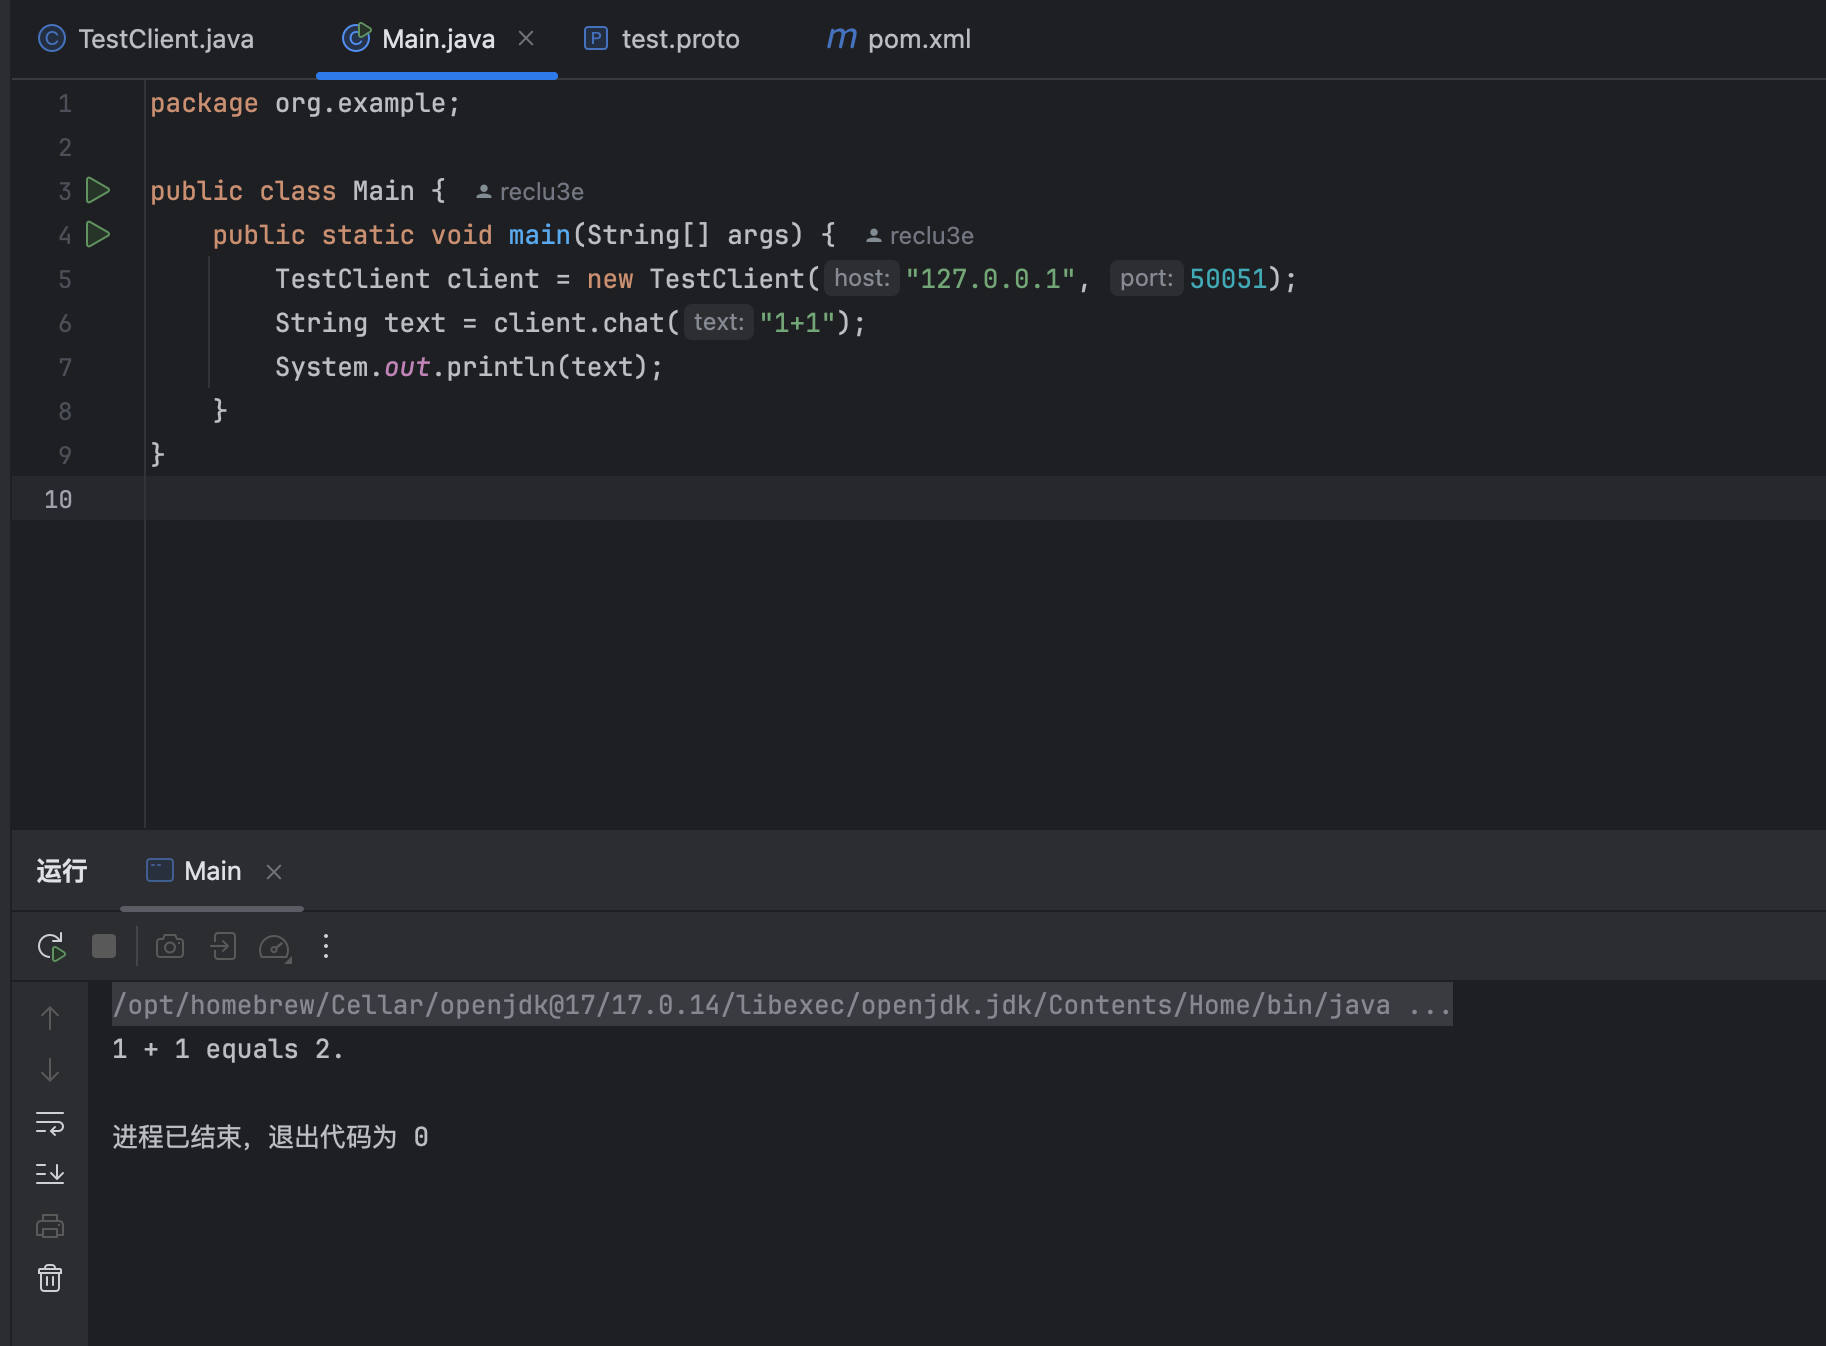 TestClient.java Main.java test.proto m pom.xml
1 package org.example;
2
3 public class Main { reclu3e
4 public static void main(String[] args) { reclu3e
5 TestClient client = new TestClient( host: "127.0.0.1", port: 50051);
6 String text = client.chat( text: "1+1");
7 System.out.println(text);
8 }
9 }
10
运行 Main
/opt/homebrew/Cellar/openjdk@17/17.0.14/libexec/openjdk.jdk/Contents/Home/bin/java ...
1 + 1 equals 2.
进程已结束，退出代码为 0